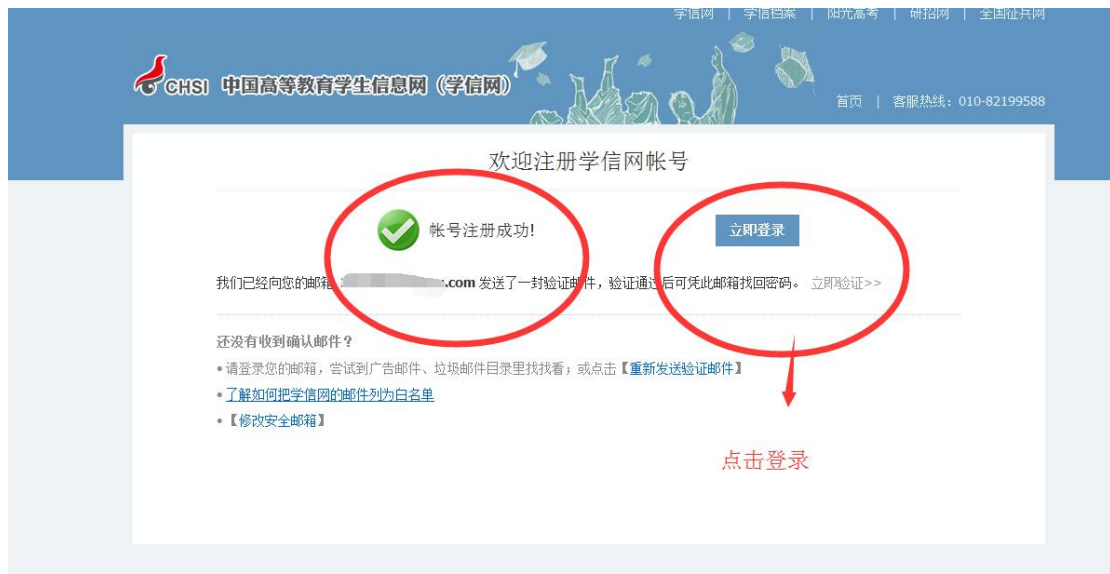 学信网 | 学信档案 | 阳光高考 | 研招网 | 全国征兵网
CHSI 中国高等教育学生信息网（学信网）
首页 | 客服热线：010-82199588
欢迎注册学信网帐号
帐号注册成功!
立即登录
我们已经向您的邮箱 .com 发送了一封验证邮件，验证通过后可凭此邮箱找回密码。 立即验证>>
还没有收到确认邮件？
•请登录您的邮箱，尝试到广告邮件、垃圾邮件目录里找找看；或点击【重新发送验证邮件】
•了解如何把学信网的邮件列为白名单
•【修改安全邮箱】
点击登录